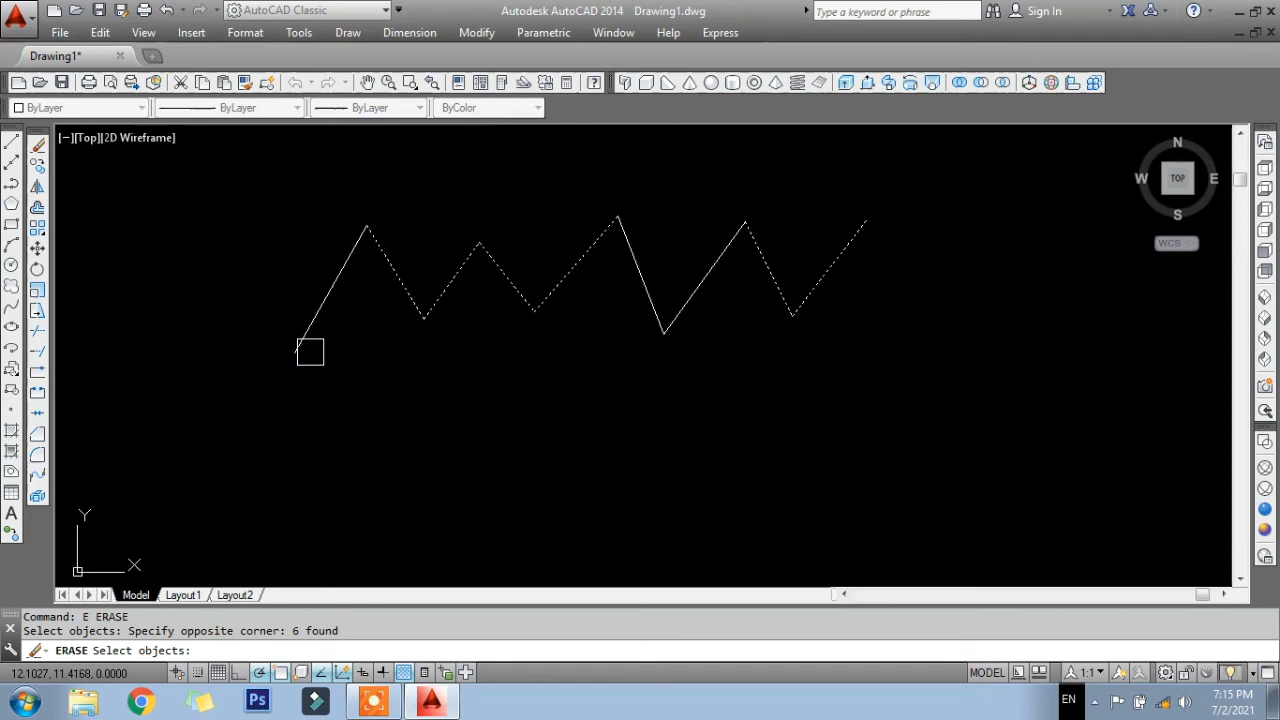 AutoCAD Classic
Autodesk AutoCAD 2014 Drawing1.dwg
Type a keyword or phrase
Sign In
File Edit View Insert Format Tools Draw Dimension Modify Parametric Window Help Express
Drawing1*
ByLayer ByLayer ByLayer ByColor
[−][Top][2D Wireframe]
N
W TOP E
S
WCS
Y
X
Model Layout1 Layout2
Command: E ERASE
Select objects: Specify opposite corner: 6 found
ERASE Select objects:
12.1027, 11.4168, 0.0000
MODEL
1:1
Ps
EN
7:15 PM
7/2/2021